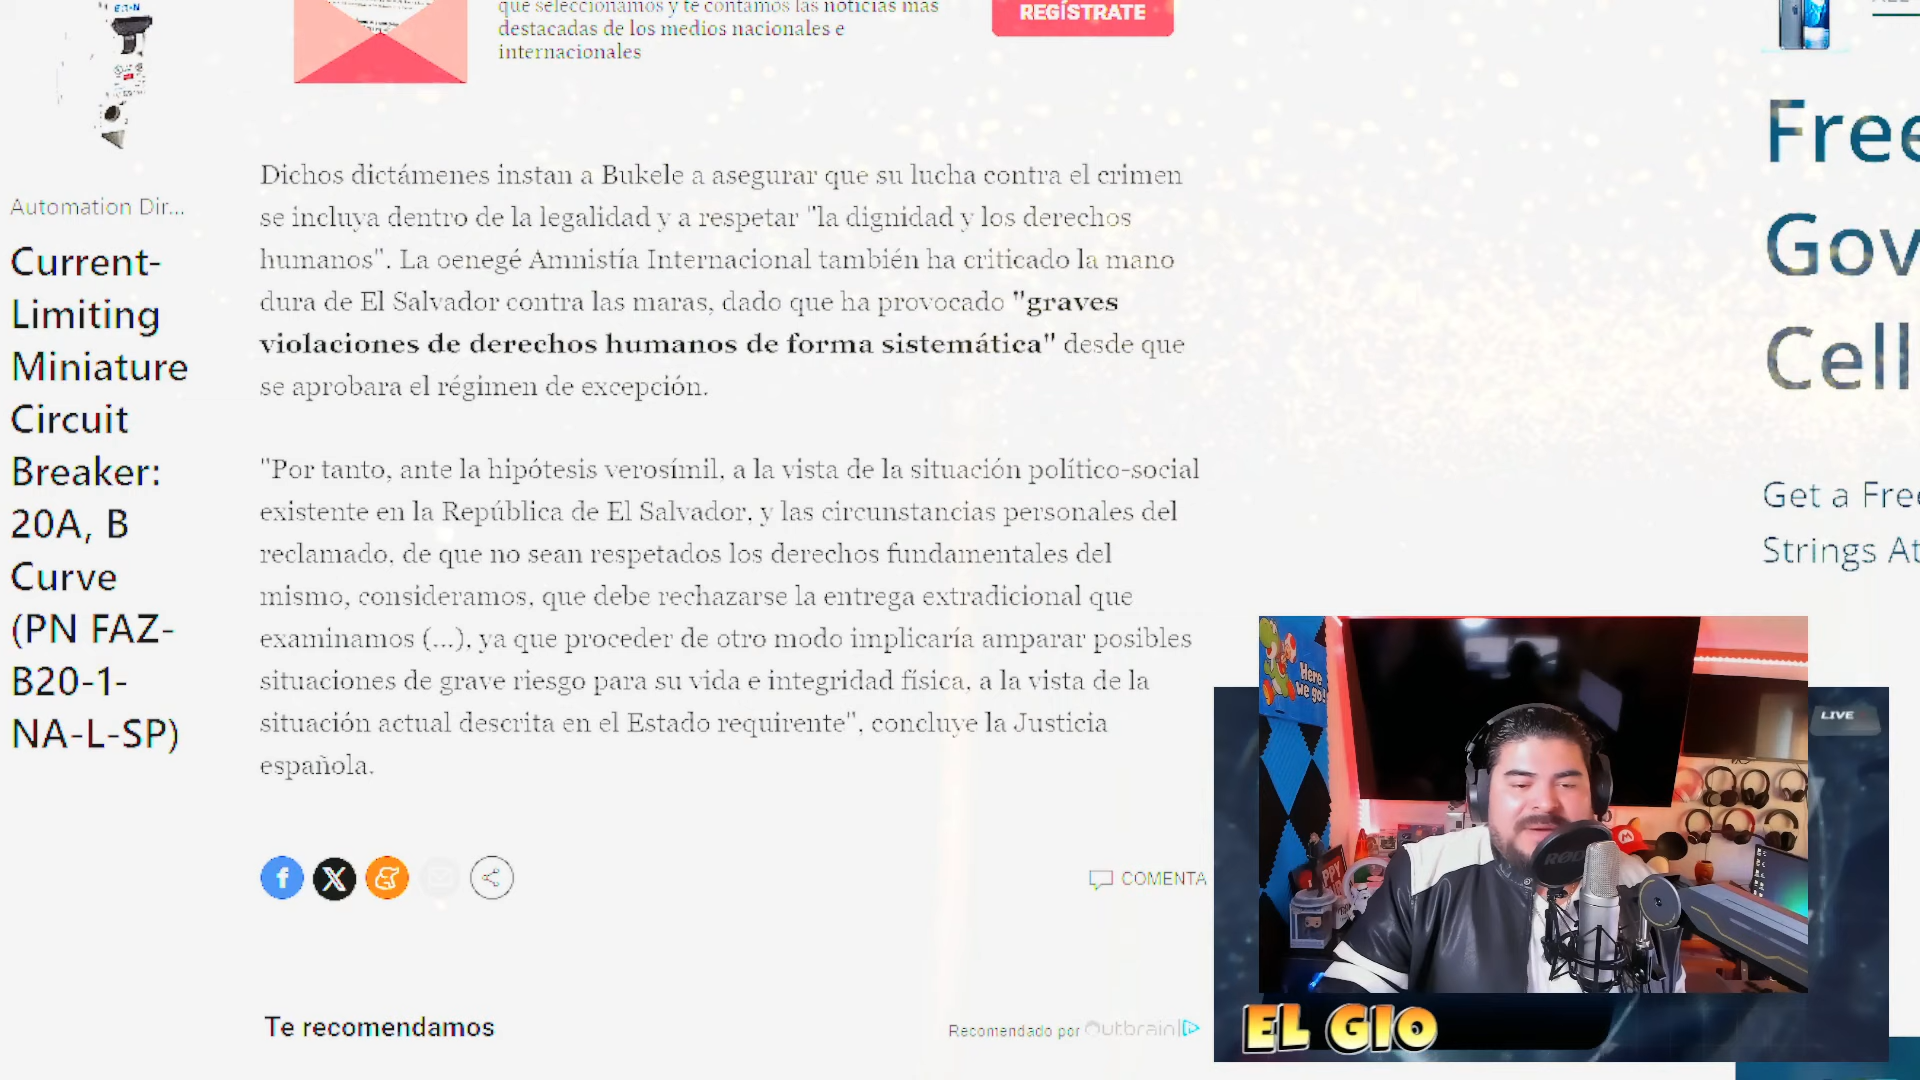 EATON
que seleccionamos y te contamos las noticias más
destacadas de los medios nacionales e
internacionales
REGÍSTRATE
Automation Dir...
Current-
Limiting
Miniature
Circuit
Breaker:
20A, B
Curve
(PN FAZ-
B20-1-
NA-L-SP)
Dichos dictámenes instan a Bukele a asegurar que su lucha contra el crimen
se incluya dentro de la legalidad y a respetar "la dignidad y los derechos
humanos". La oenegé Amnistía Internacional también ha criticado la mano
dura de El Salvador contra las maras, dado que ha provocado "graves
violaciones de derechos humanos de forma sistemática" desde que
se aprobara el régimen de excepción.
"Por tanto, ante la hipótesis verosímil, a la vista de la situación político-social
existente en la República de El Salvador, y las circunstancias personales del
reclamado, de que no sean respetados los derechos fundamentales del
mismo, consideramos, que debe rechazarse la entrega extradicional que
examinamos (...), ya que proceder de otro modo implicaría amparar posibles
situaciones de grave riesgo para su vida e integridad física, a la vista de la
situación actual descrita en el Estado requirente", concluye la Justicia
española.
COMENTA
Te recomendamos
Recomendado por Outbrain
Free
Gov
Cell
Get a Free
Strings At
Here
we go!
LIVE
RØDE
EL GIO